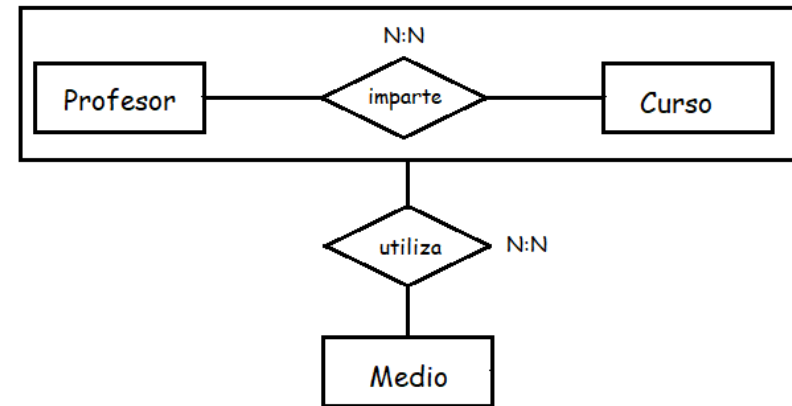 N:N
Profesor
imparte
Curso
utiliza
N:N
Medio